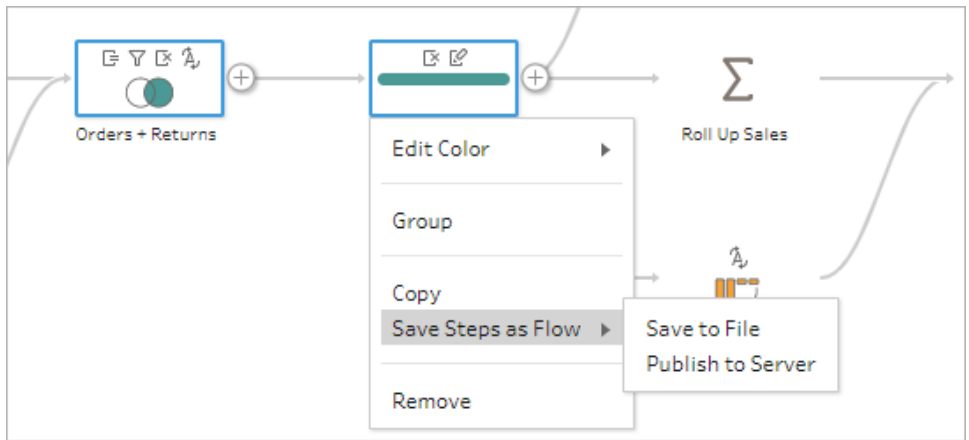 Orders + Returns
Roll Up Sales
Edit Color
Group
Copy
Save Steps as Flow
Save to File
Publish to Server
Remove